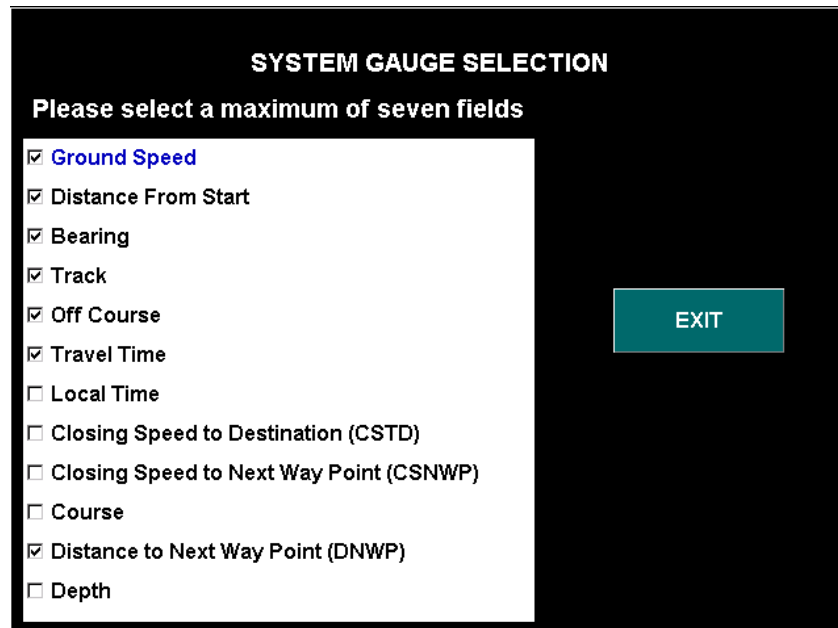 SYSTEM GAUGE SELECTION
Please select a maximum of seven fields
Ground Speed
Distance From Start
Bearing
Track
Off Course
EXIT
Travel Time
Local Time
Closing Speed to Destination (CSTD)
Closing Speed to Next Way Point (CSNWP)
Course
Distance to Next Way Point (DNWP)
Depth